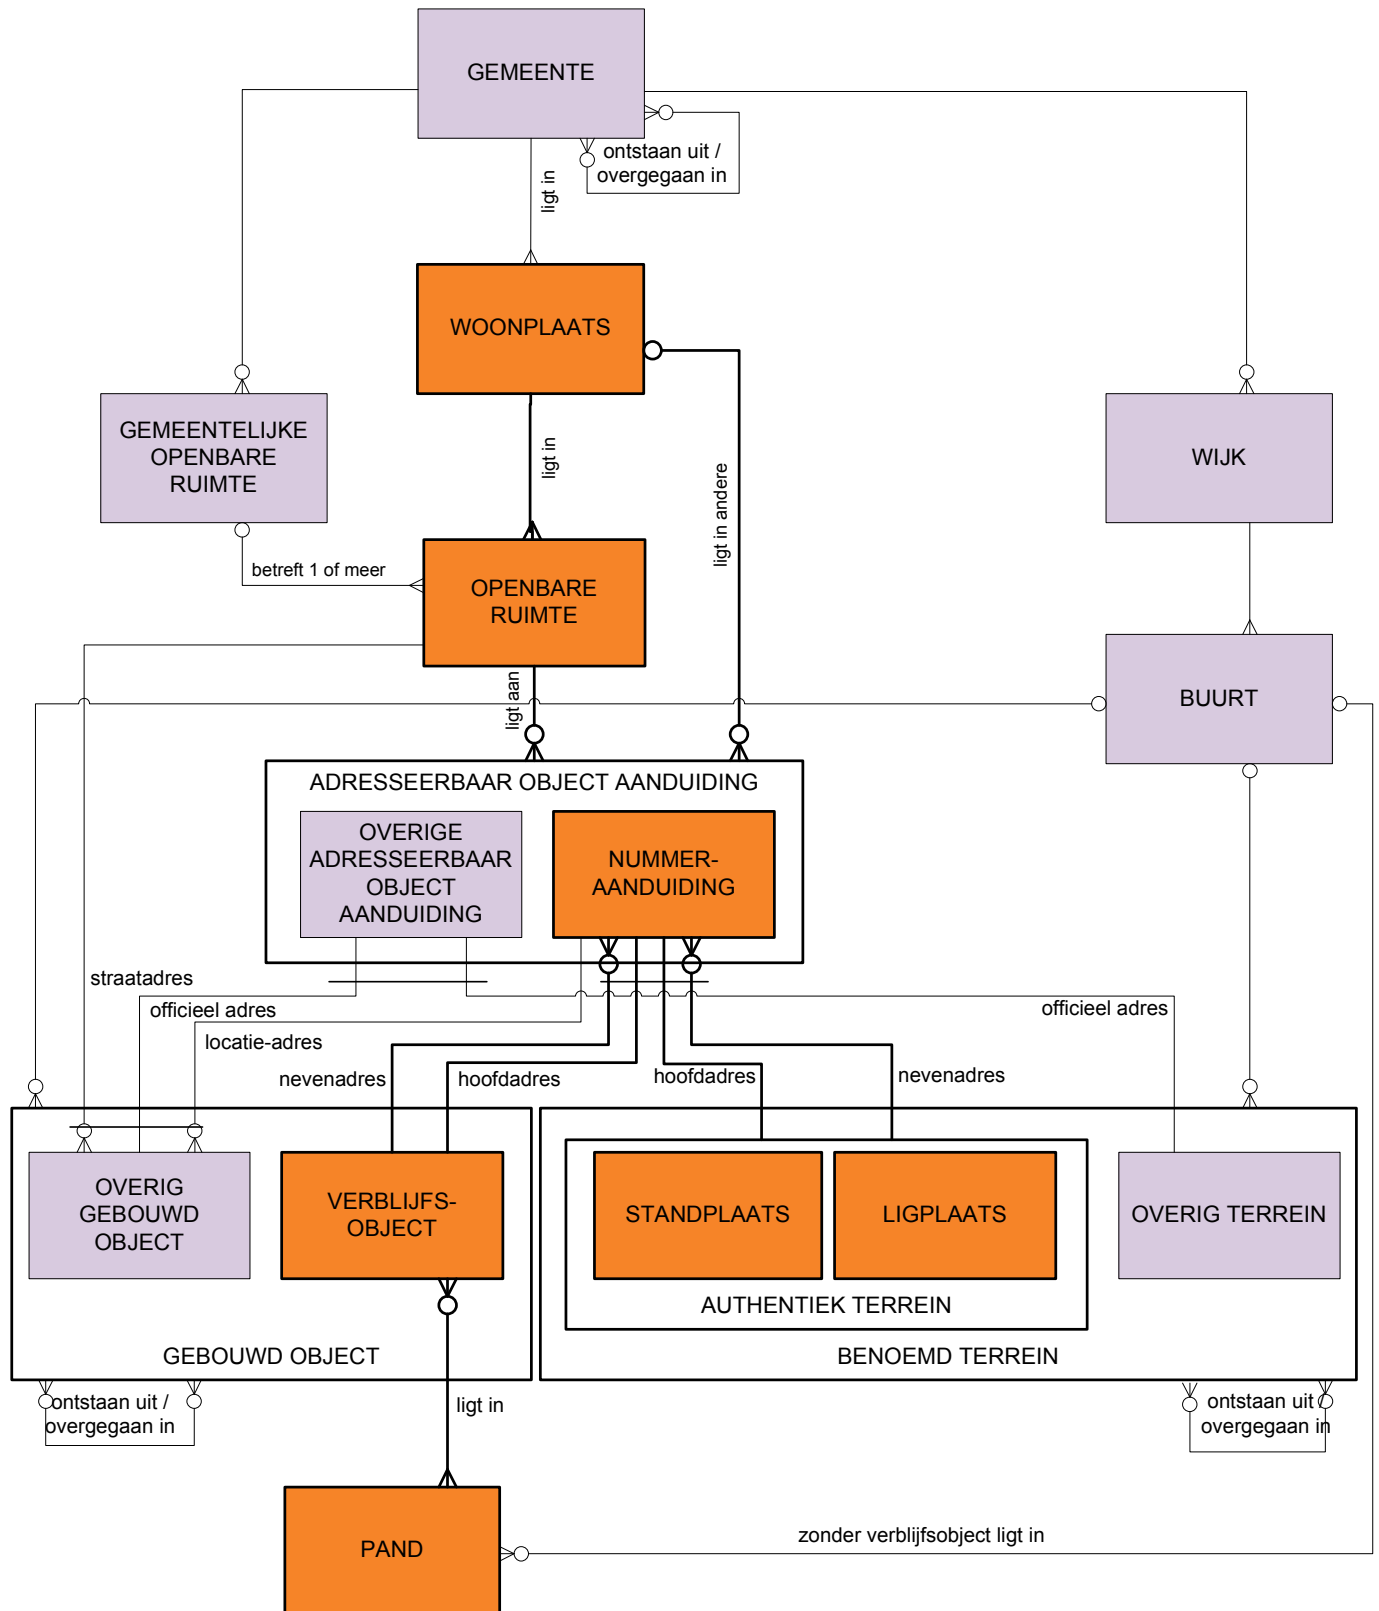 GEMEENTE
ontstaan uit /
overgegaan in
ligt in
WOONPLAATS
GEMEENTELIJKE
OPENBARE
RUIMTE
WIJK
ligt in
ligt in andere
betreft 1 of meer
OPENBARE
RUIMTE
BUURT
ligt aan
ADRESSEERBAAR OBJECT AANDUIDING
OVERIGE
ADRESSEERBAAR
OBJECT
AANDUIDING
NUMMER-
AANDUIDING
straatadres
officieel adres
officieel adres
locatie-adres
nevenadres
hoofdadres
hoofdadres
nevenadres
OVERIG
GEBOUWD
OBJECT
VERBLIJFS-
OBJECT
STANDPLAATS
LIGPLAATS
OVERIG TERREIN
AUTHENTIEK TERREIN
GEBOUWD OBJECT
BENOEMD TERREIN
ontstaan uit /
overgegaan in
ligt in
ontstaan uit /
overgegaan in
zonder verblijfsobject ligt in
PAND